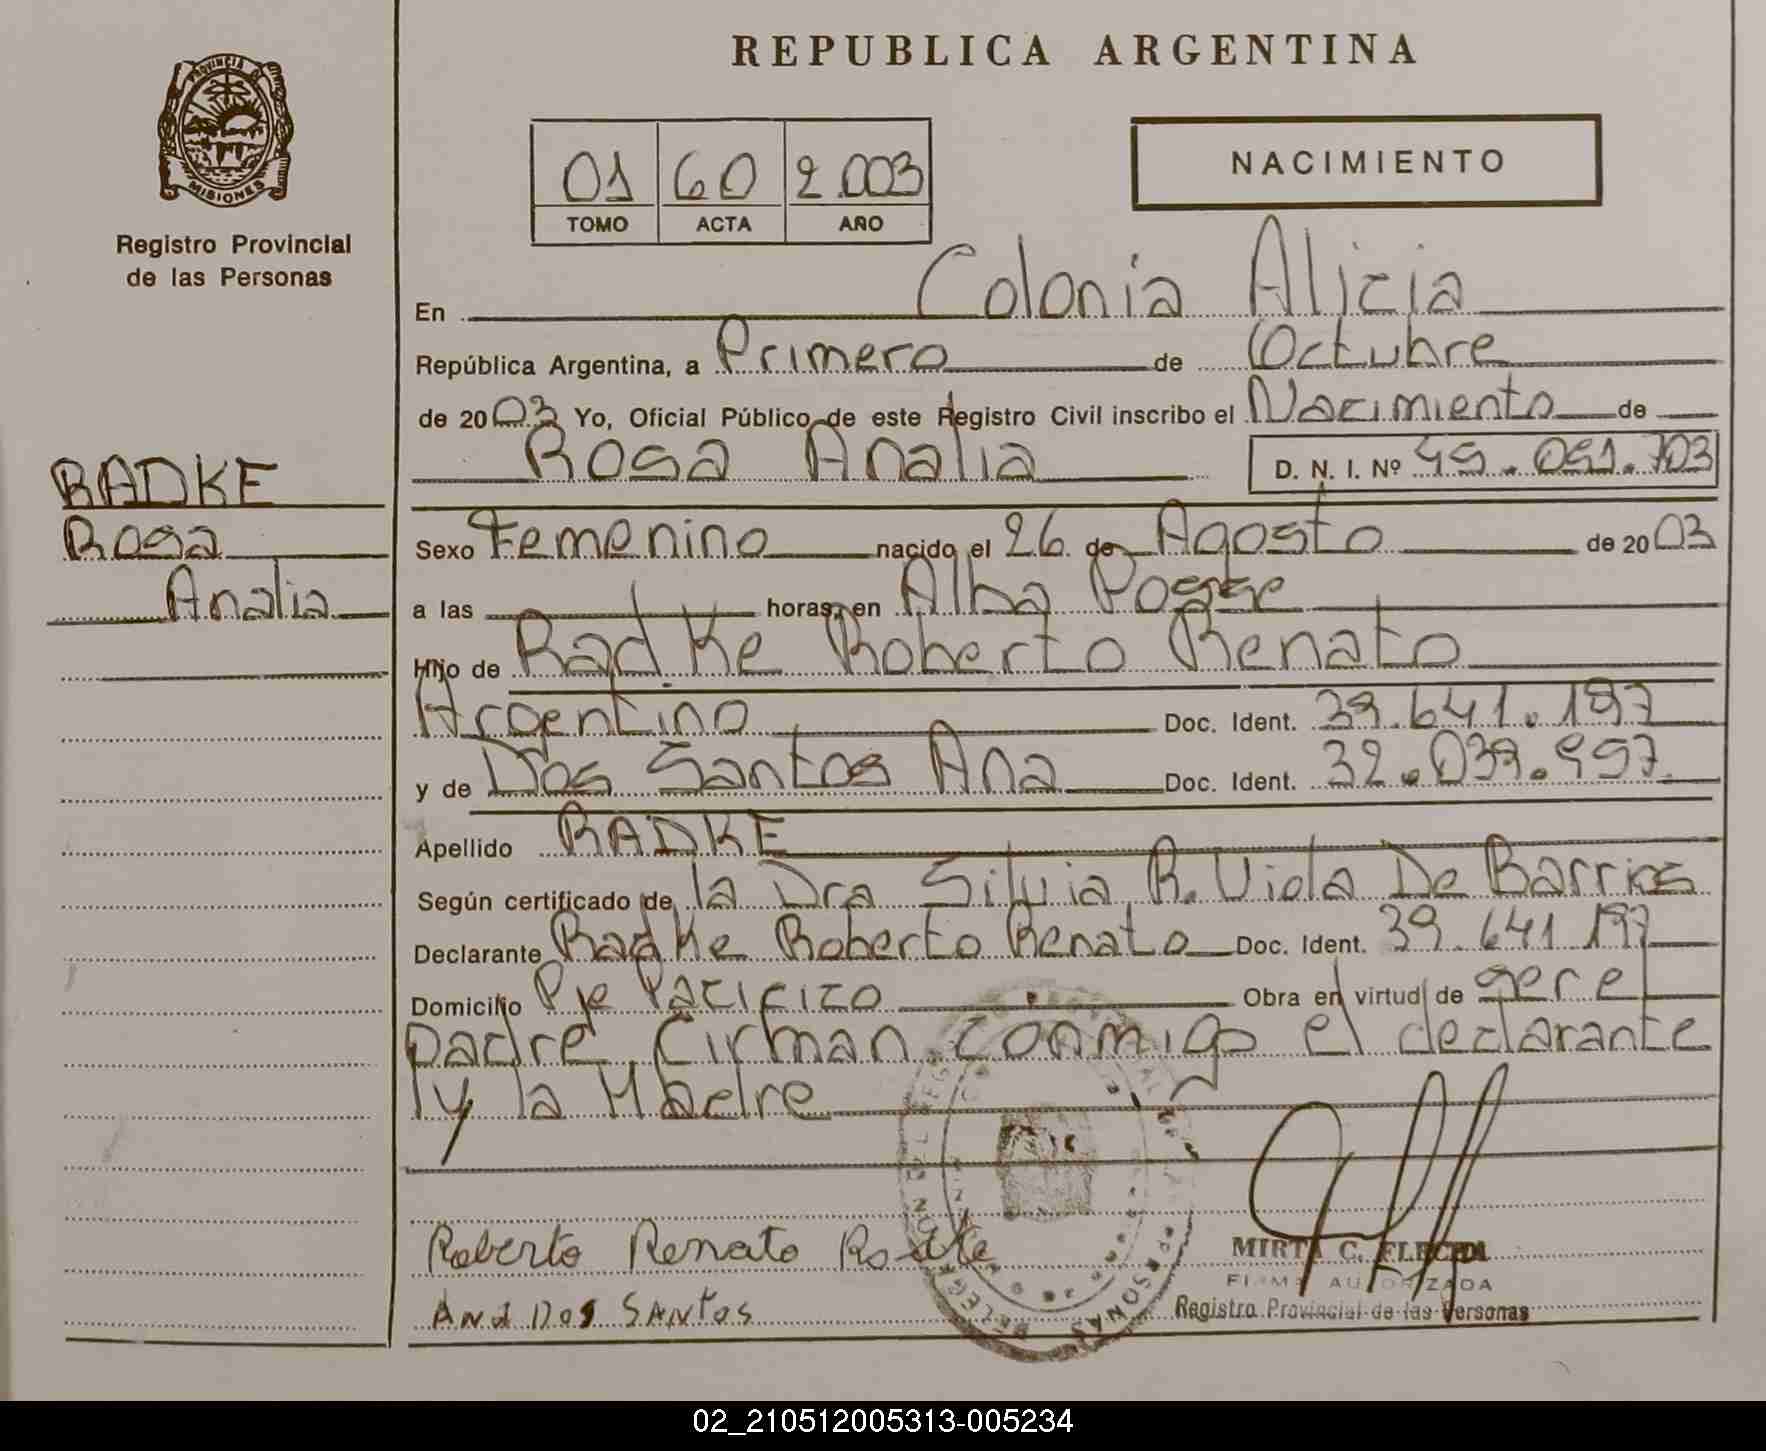 REPUBLICA ARGENTINA
PROVINCIA D
MISIONES
Registro Provincial
de las Personas
01 60 2.003
TOMO ACTA AÑO
NACIMIENTO
En Colonia Alicia
República Argentina, a Primero de Octubre
de 2003 Yo, Oficial Público de este Registro Civil inscribo el Nacimiento de
Rosa Analia D. N. I. Nº
RADKE
Rosa
Analia
Sexo Femenino nacido el 26 de Agosto de 2003
a las horas, en Alba Posse
Hijo de Radke Roberto Renato
Argentino Doc. Ident. 39.641.197
y de Dos Santos Ana Doc. Ident.
Apellido RADKE
Según certificado de la Dra Silvia R. Viola De Barrios
Declarante Radke Roberto Renato Doc. Ident. 39.641 197
Domicilio Pje Pacifico Obra en virtud de ser el
padre Firman conmigo el declarante
y la Madre
Roberto Renato Radke
Ana Dos SANTOS
MIRTA C.
FIRMA AUTORIZADA
Registro Provincial de las Personas
02_210512005313-005234